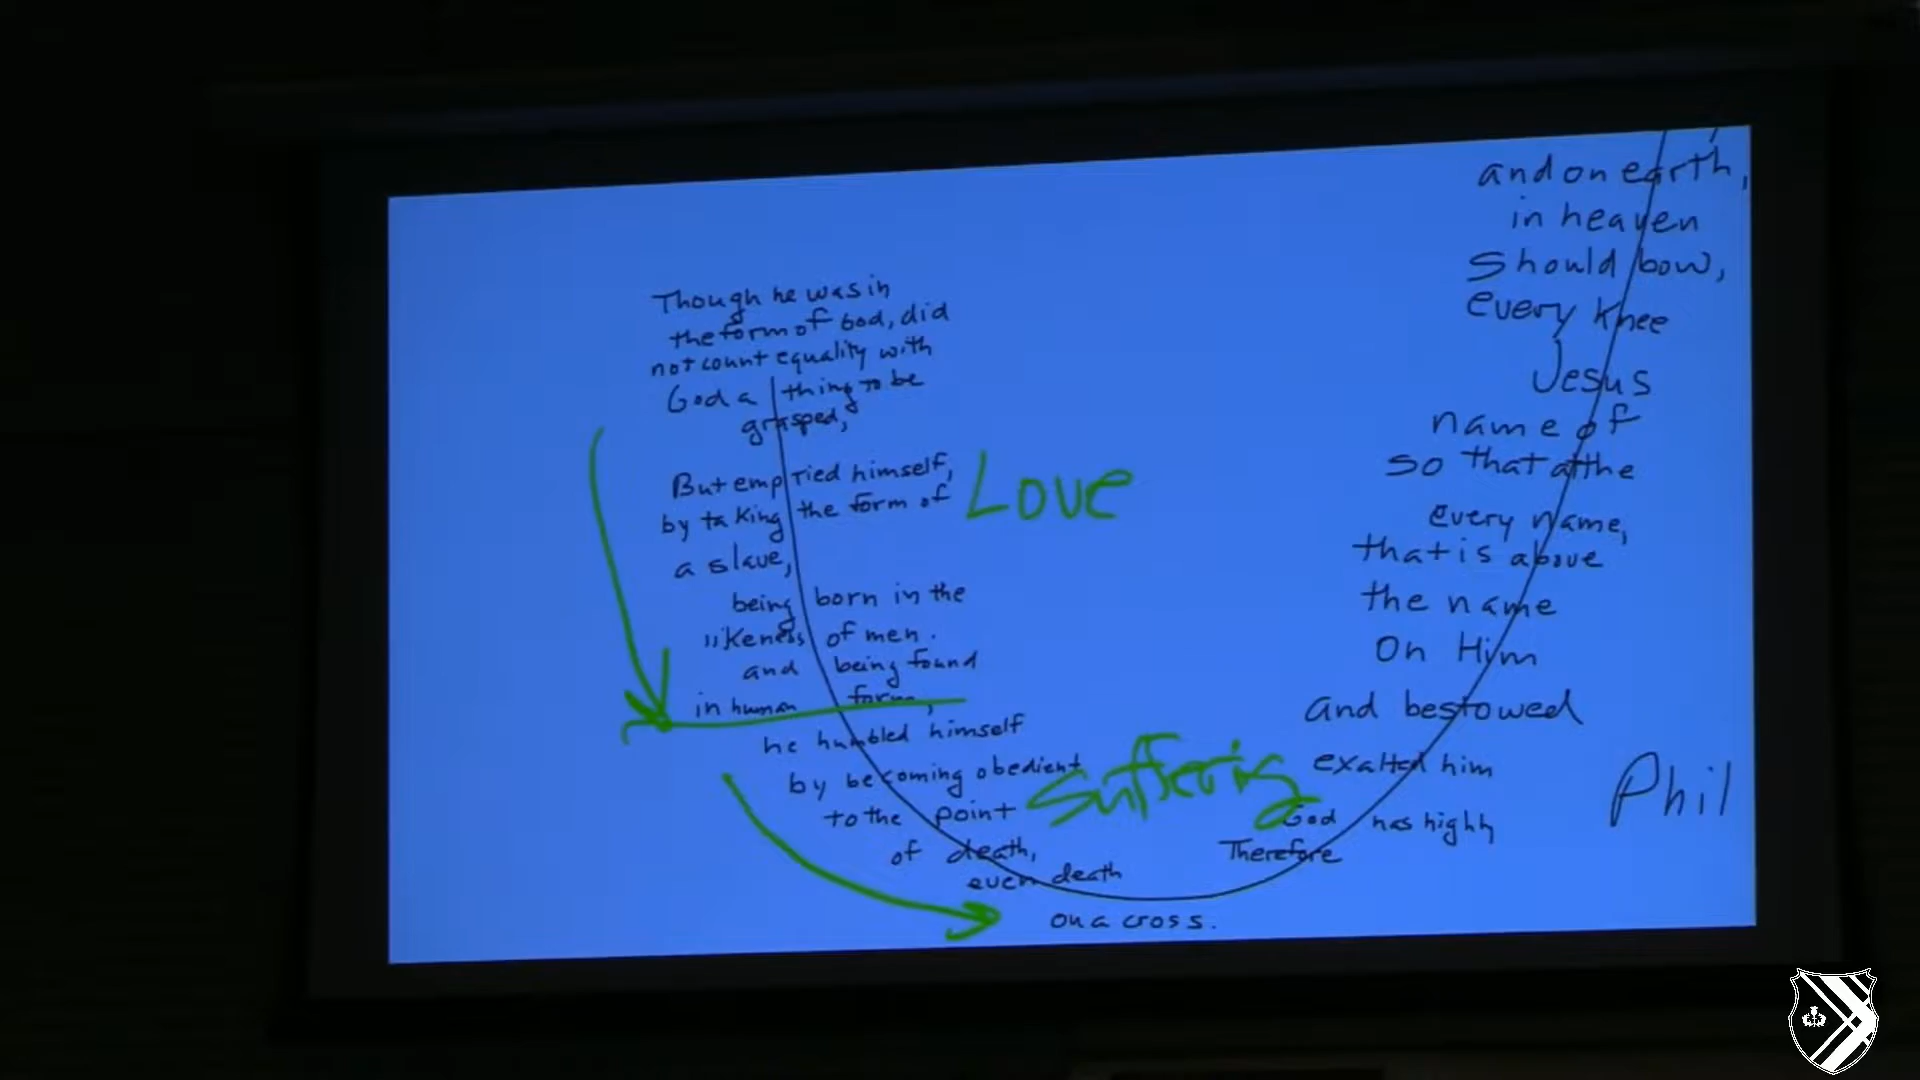 Though he was in
the form of God, did
not count equality with
God a thing to be
grasped,
But emptied himself,
by taking the form of
a slave,
Love
being born in the
likeness of men.
and being found
in human form,
he humbled himself
by becoming obedient
to the point
of death,
even death
on a cross.
Suffering
Therefore
God has highly
exalted him
and bestowed
on Him
the name
that is above
every name,
so that at the
name of
Jesus
every knee
should bow,
in heaven
and on earth,
Phil